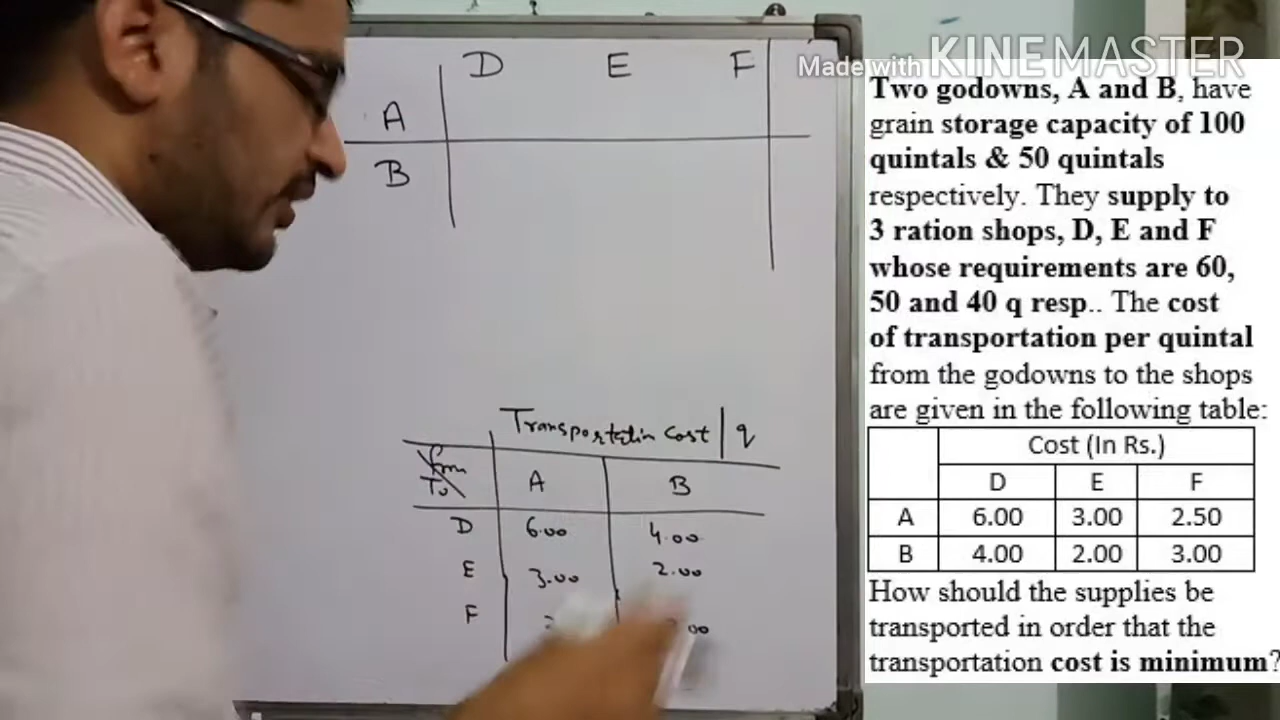 D E F
A
B
Transportatin cost / q
from
To A B
D 6.00 4.00
E 3.00 2.00
F
Made with KINEMASTER
Two godowns, A and B, have
grain storage capacity of 100
quintals & 50 quintals
respectively. They supply to
3 ration shops, D, E and F
whose requirements are 60,
50 and 40 q resp.. The cost
of transportation per quintal
from the godowns to the shops
are given in the following table:
Cost (In Rs.)
D E F
A 6.00 3.00 2.50
B 4.00 2.00 3.00
How should the supplies be
transported in order that the
transportation cost is minimum?